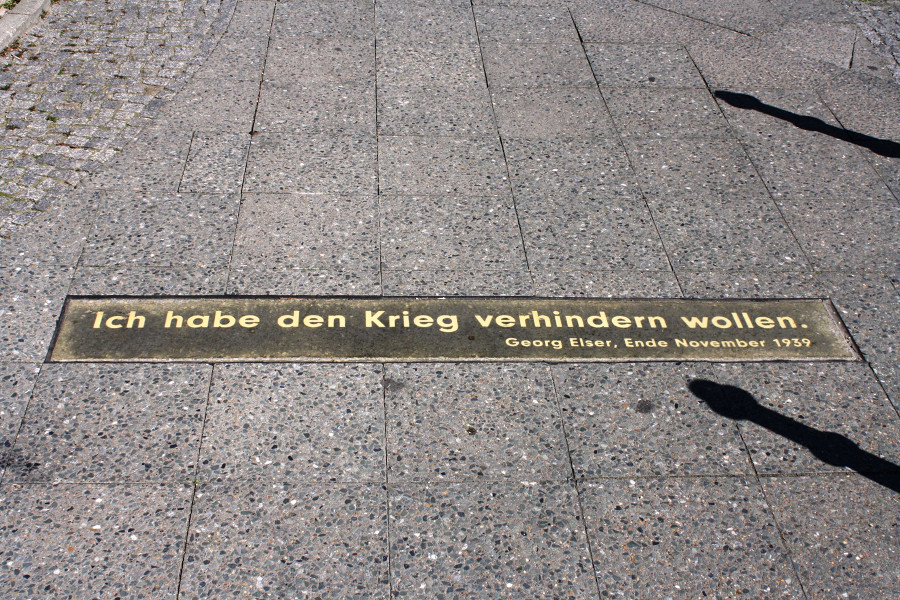 Ich habe den Krieg verhindern wollen.
Georg Elser, Ende November 1939